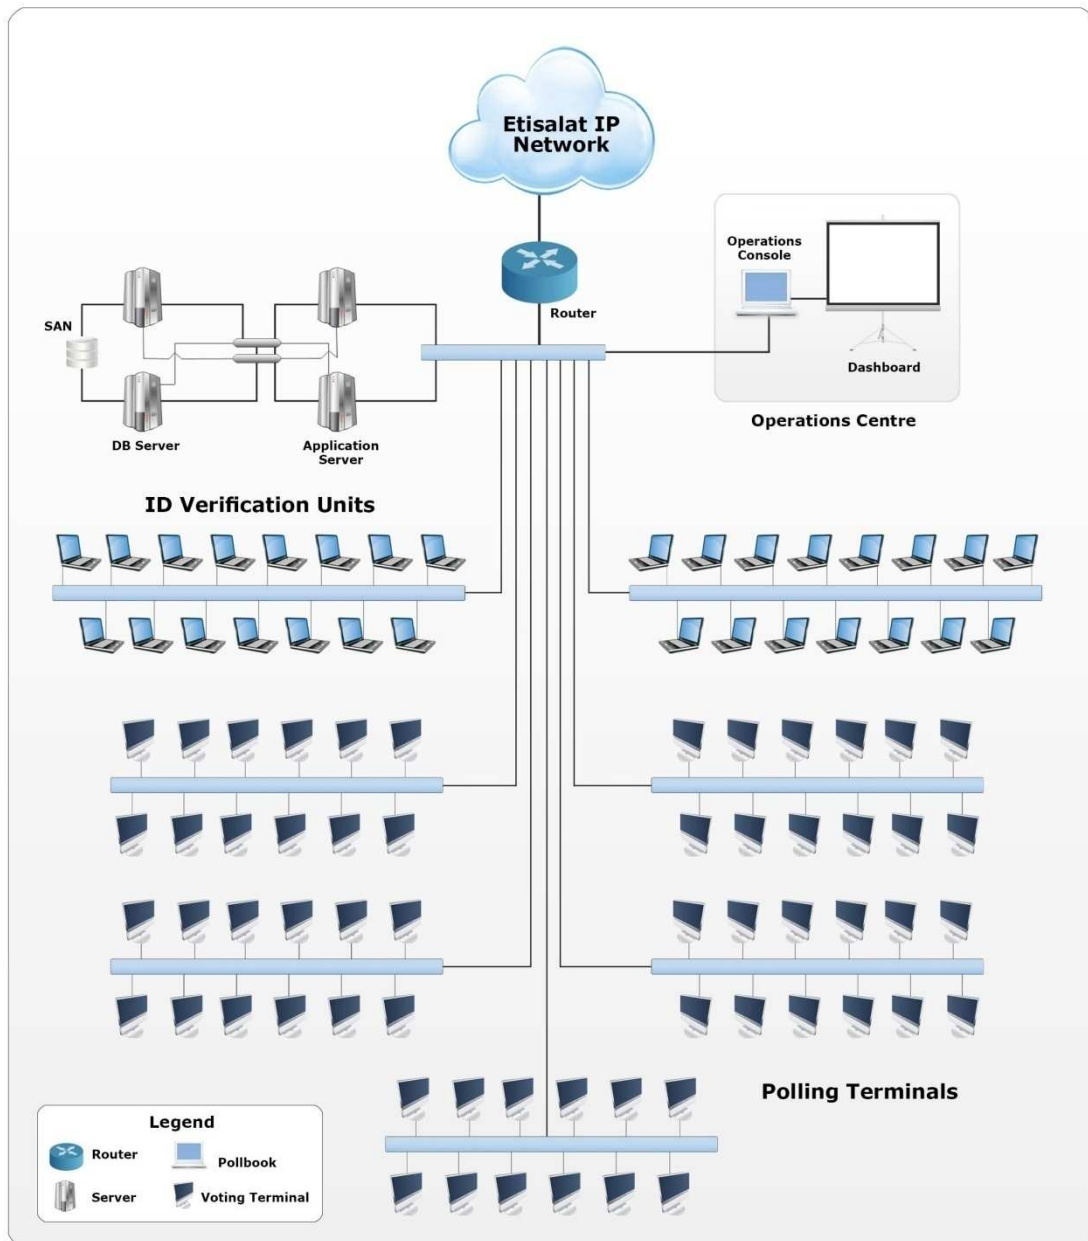 Etisalat IP
Network
Router
Operations
Console
Dashboard
Operations Centre
SAN
DB Server
Application
Server
ID Verification Units
Polling Terminals
Legend
Router
Pollbook
Server
Voting Terminal